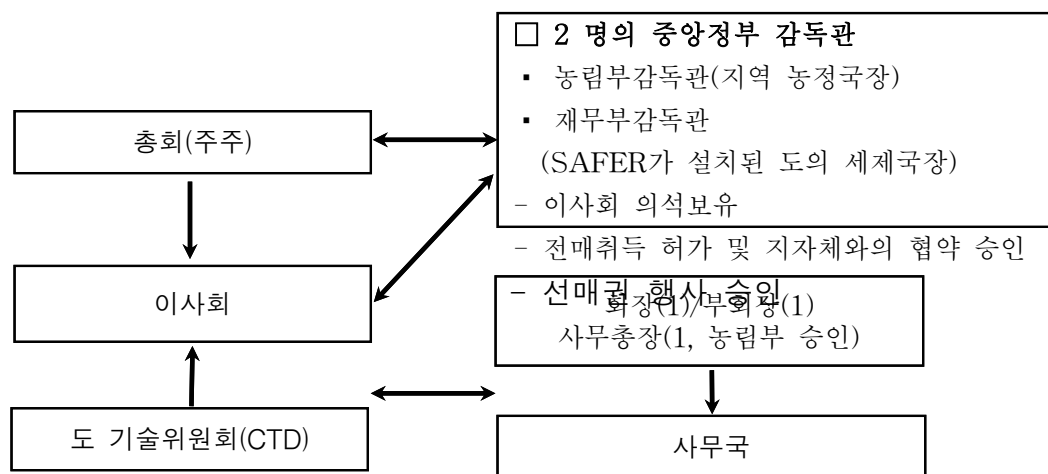 □ 2 명의 중앙정부 감독관
▪ 농림부감독관(지역 농정국장)
▪ 재무부감독관
(SAFER가 설치된 도의 세제국장)
- 이사회 의석보유
- 전매취득 허가 및 지자체와의 협약 승인
- 선매권 행사 승인
총회(주주)
이사회
회장(1)/부회장(1)
사무총장(1, 농림부 승인)
도 기술위원회(CTD)
사무국